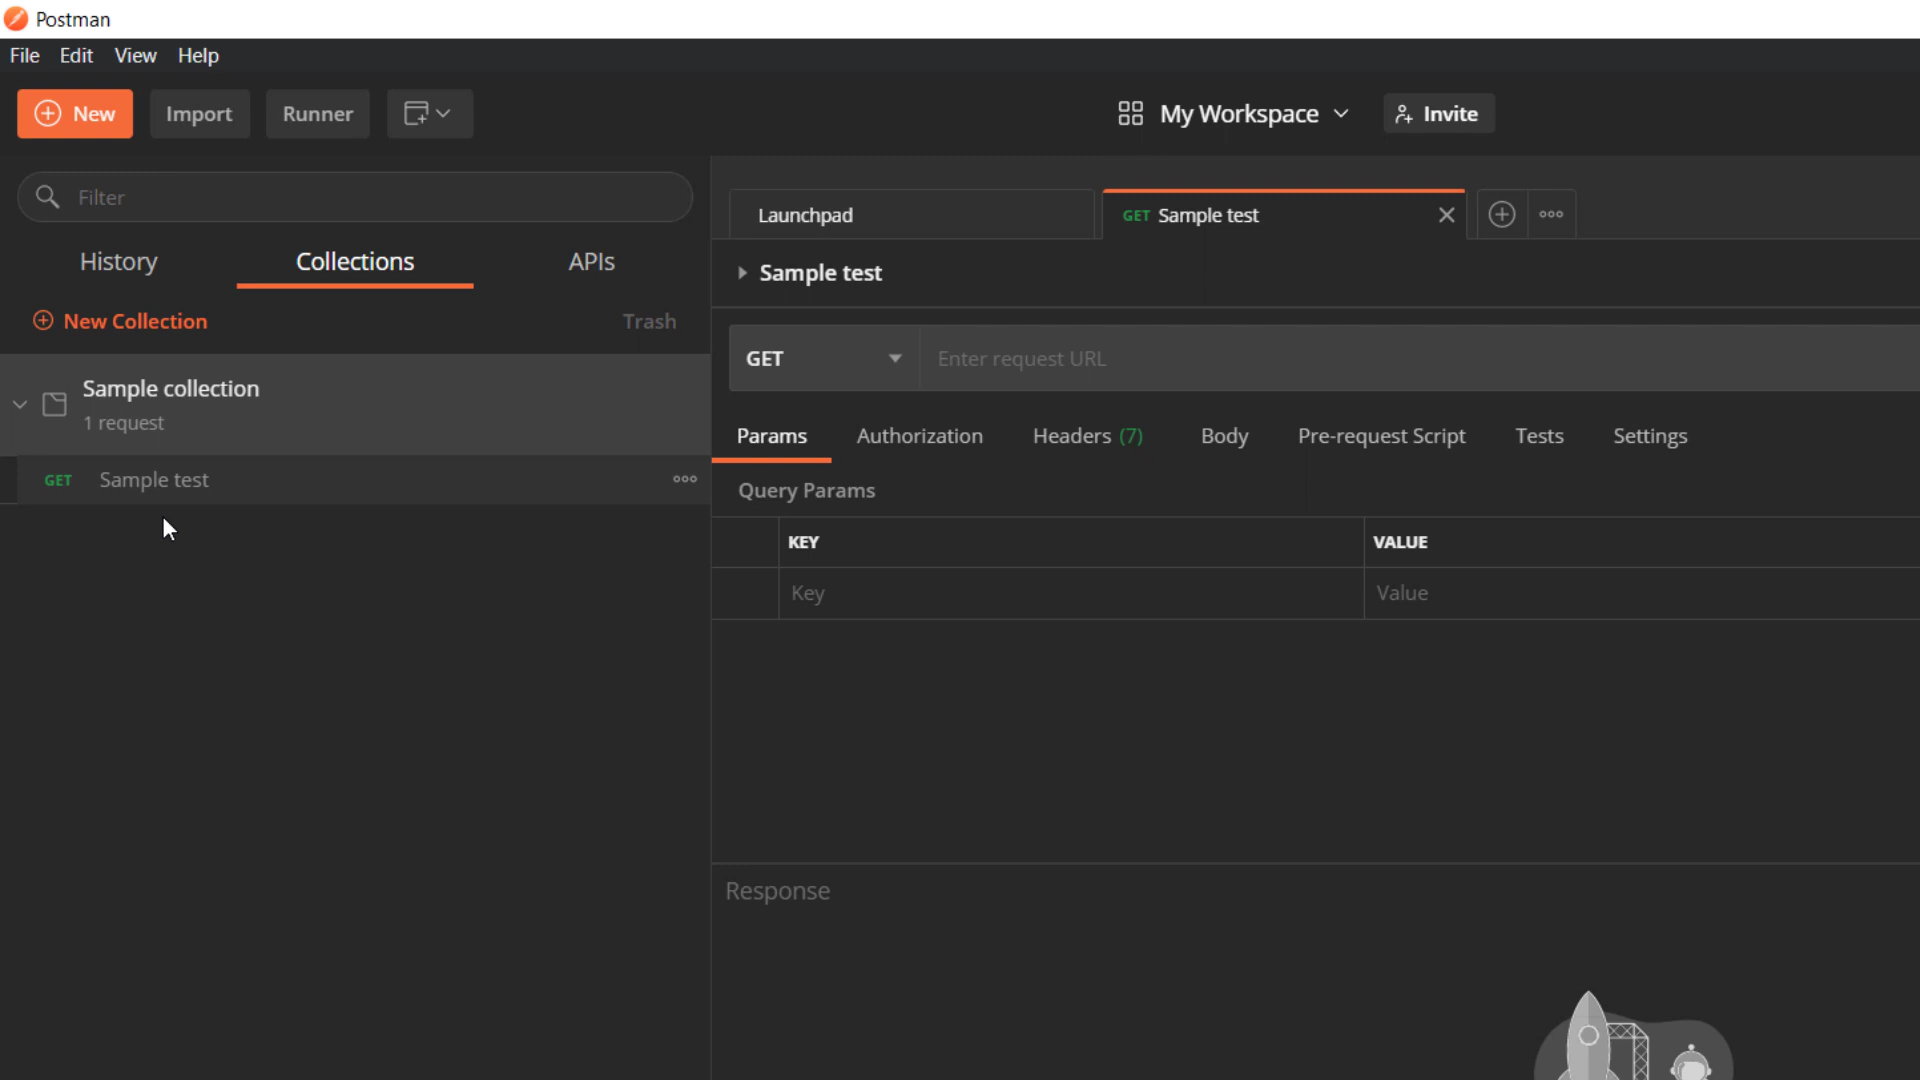 Postman
File Edit View Help
New Import Runner My Workspace Invite
Filter
Launchpad GET Sample test
History Collections APIs
Sample test
New Collection Trash
GET Enter request URL
Sample collection
1 request
Params Authorization Headers (7) Body Pre-request Script Tests Settings
GET Sample test
Query Params
KEY VALUE
Key Value
Response